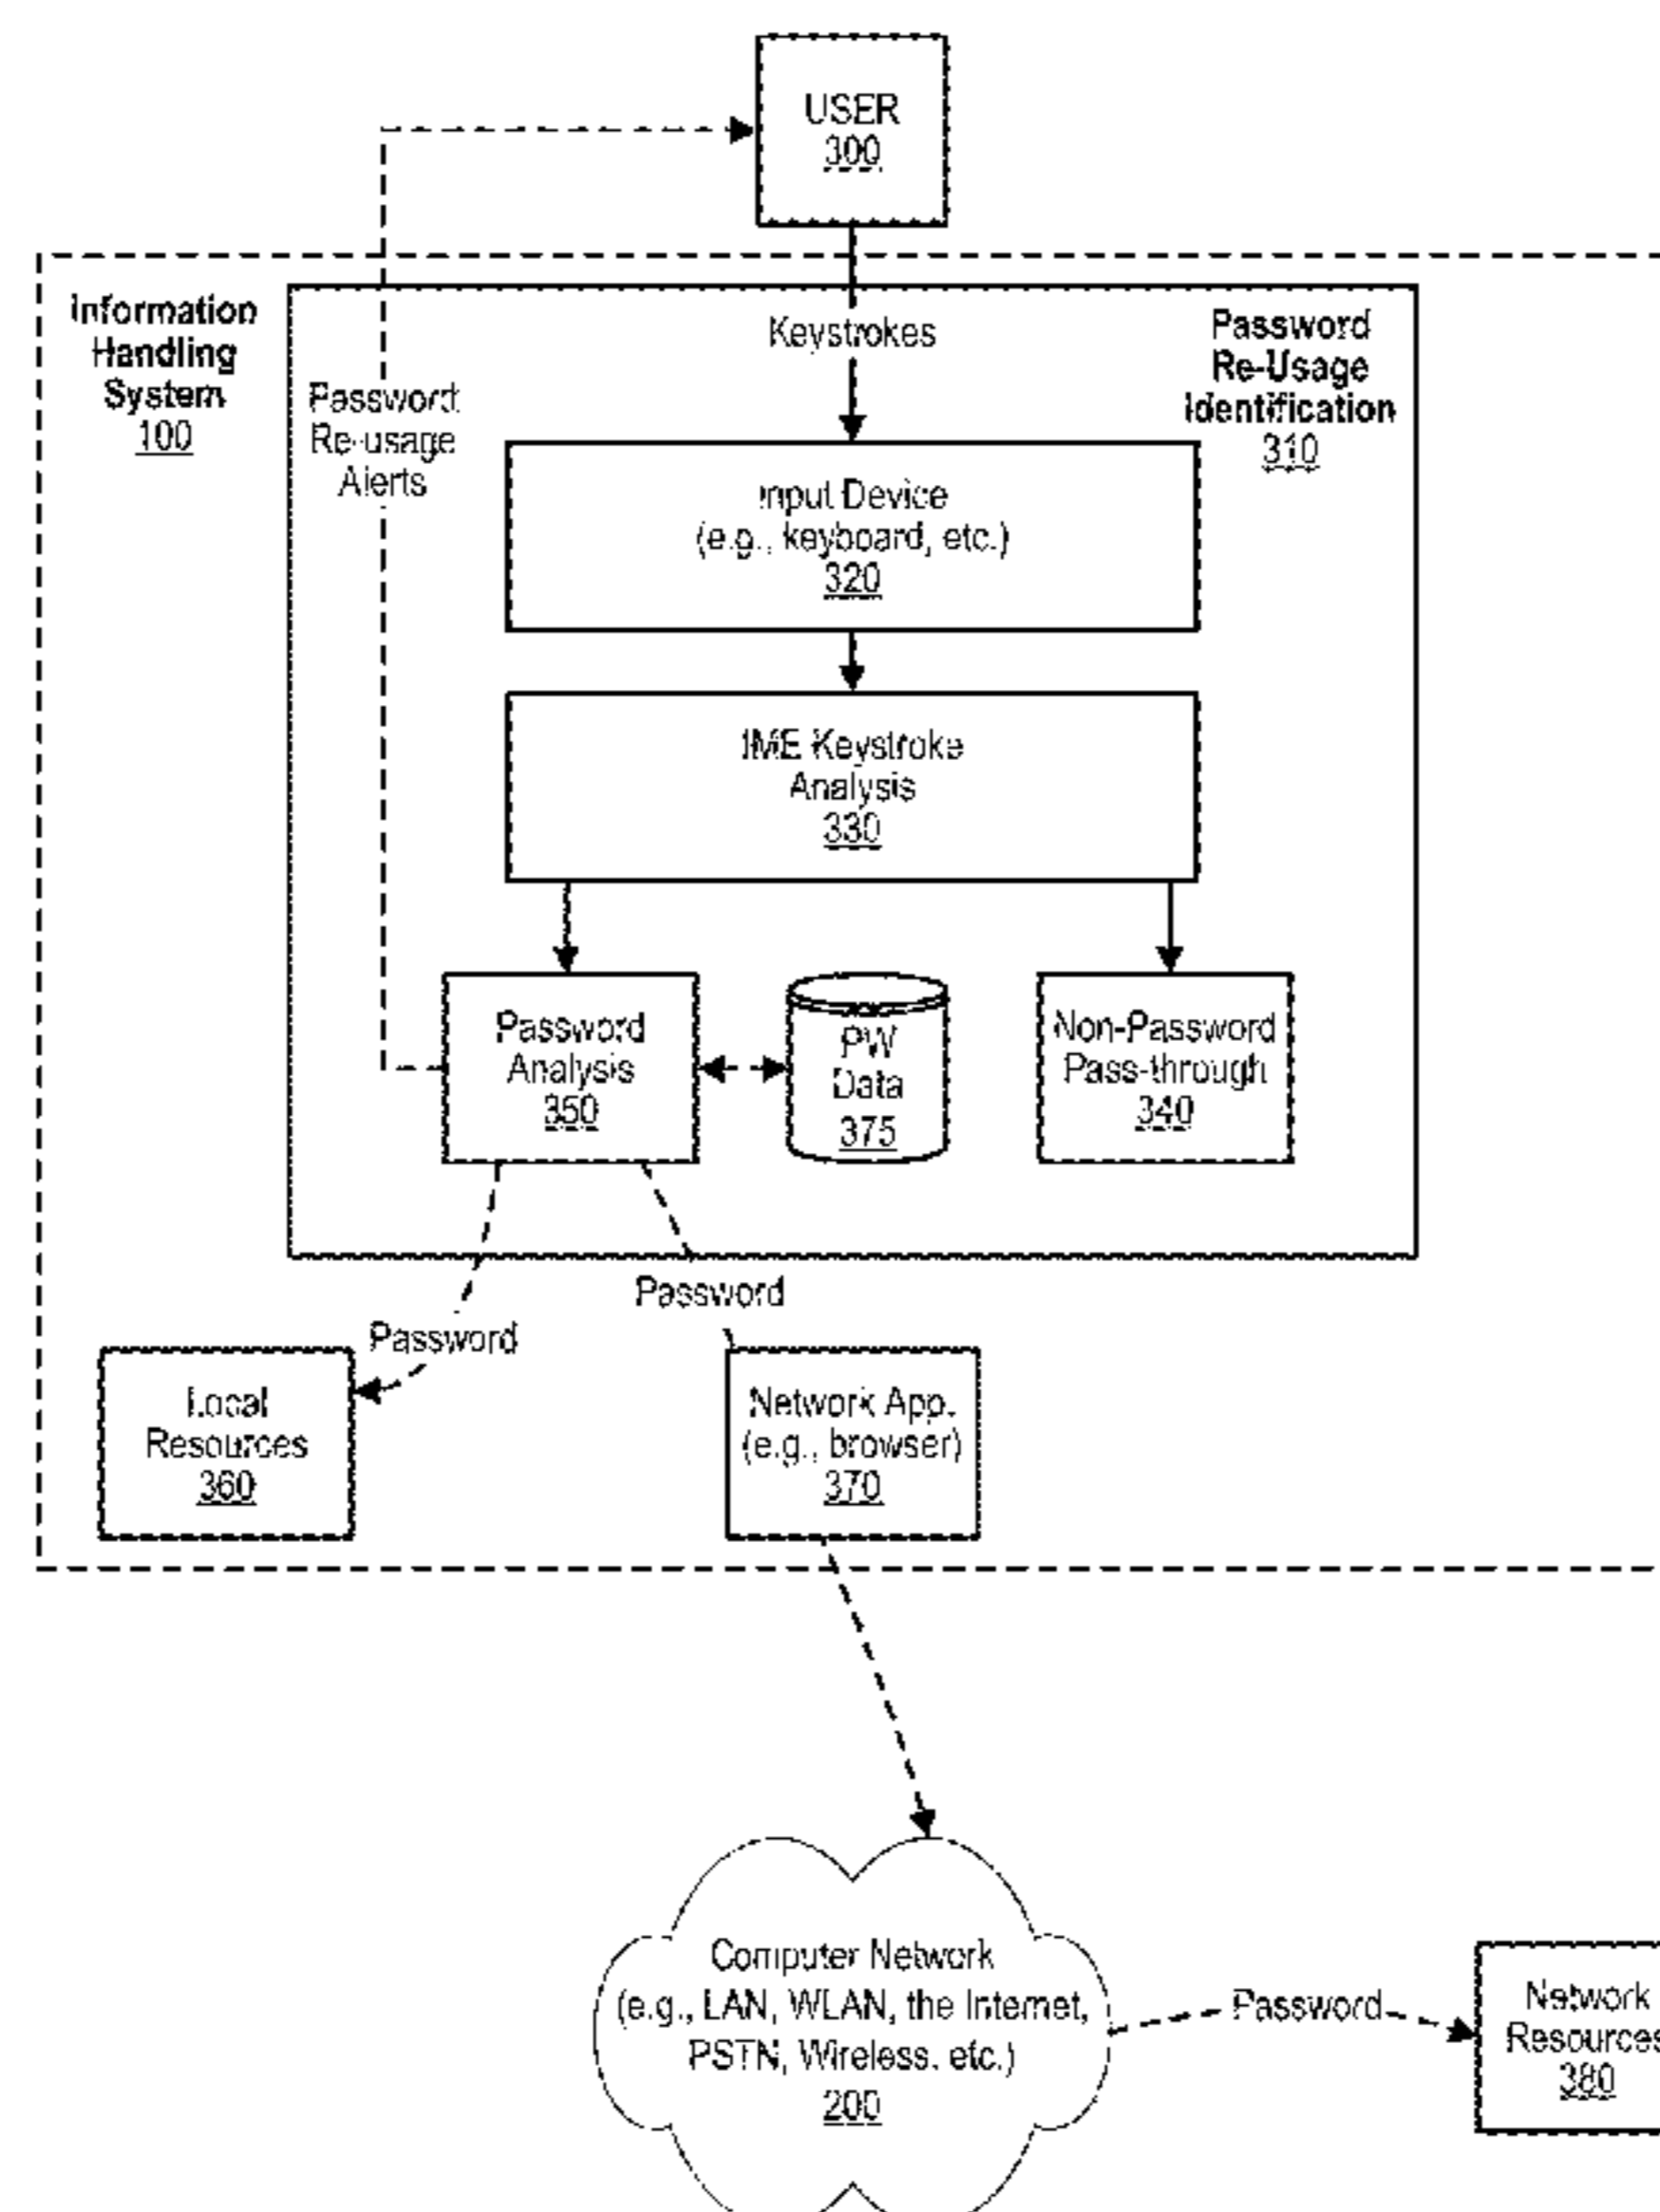 USER
300
Information
Handling
System
100
Password
Re-usage
Alerts
Keystrokes
Password
Re-Usage
Identification
310
Input Device
(e.g., keyboard, etc.)
320
IME Keystroke
Analysis
330
Password
Analysis
350
PW
Data
375
Non-Password
Pass-through
340
Password
Password
Local
Resources
360
Network App.
(e.g., browser)
370
Computer Network
(e.g., LAN, WLAN, the Internet,
PSTN, Wireless, etc.)
200
Password
Network
Resources
380